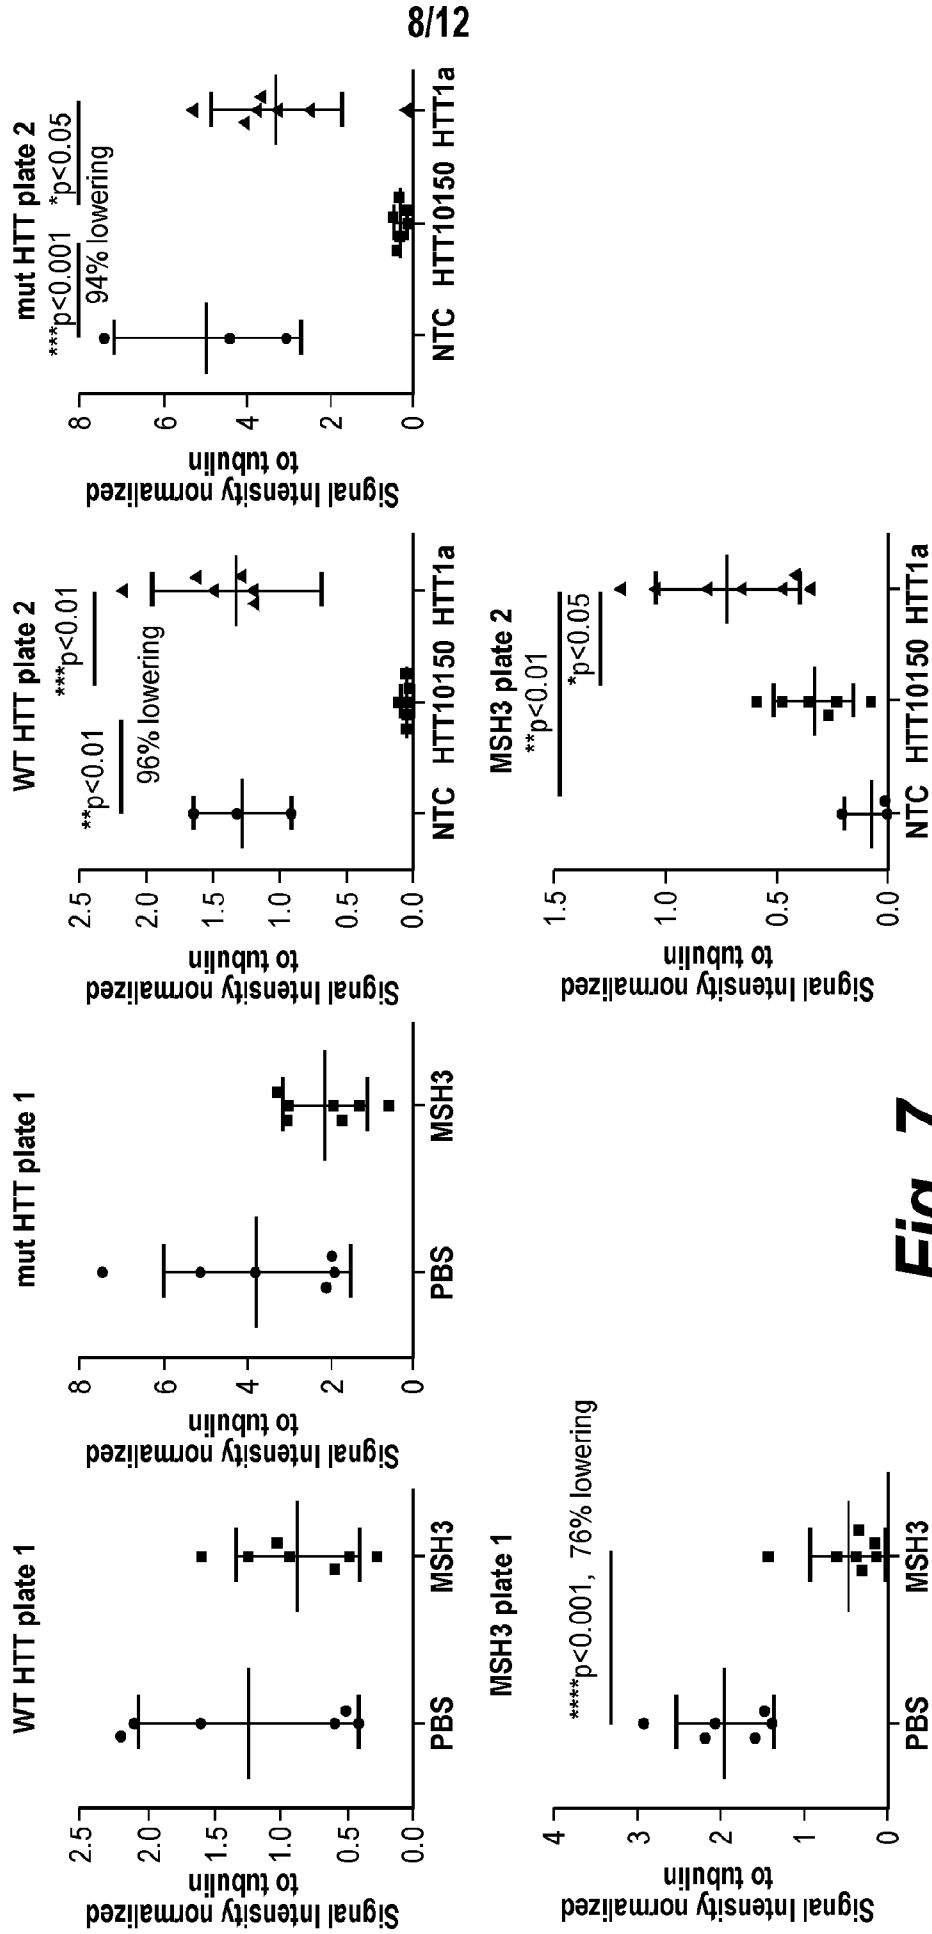 8/12
WT HTT plate 1
Signal Intensity normalized
to tubulin
2.5
2.0
1.5
1.0
0.5
0.0
PBS
MSH3
mut HTT plate 1
Signal Intensity normalized
to tubulin
8
6
4
2
0
PBS
MSH3
WT HTT plate 2
Signal Intensity normalized
to tubulin
2.5
2.0
1.5
1.0
0.5
0.0
**p<0.01
***p<0.01
96% lowering
NTC
HTT10150
HTT1a
mut HTT plate 2
Signal Intensity normalized
to tubulin
8
6
4
2
0
***p<0.001
*p<0.05
94% lowering
NTC
HTT10150
HTT1a
MSH3 plate 1
Signal Intensity normalized
to tubulin
4
3
2
1
0
****p<0.001, 76% lowering
PBS
MSH3
MSH3 plate 2
Signal Intensity normalized
to tubulin
1.5
1.0
0.5
0.0
**p<0.01
*p<0.05
NTC
HTT10150
HTT1a
Fig. 7